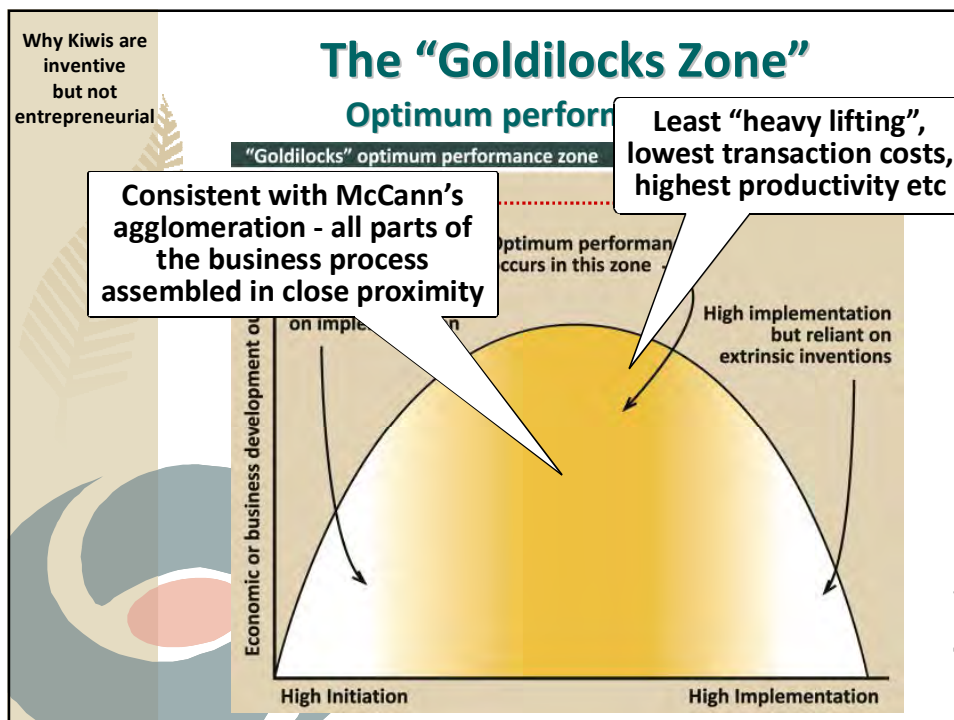 Why Kiwis are
inventive
but not
entrepreneurial
The “Goldilocks Zone”
Optimum perform
“Goldilocks” optimum performance zone
Least “heavy lifting”,
lowest transaction costs,
highest productivity etc
Consistent with McCann’s
agglomeration - all parts of
the business process
assembled in close proximity
Optimum performan
occurs in this zone
on implementation
High implementation
but reliant on
extrinsic inventions
Economic or business development ou
High Initiation
High Implementation